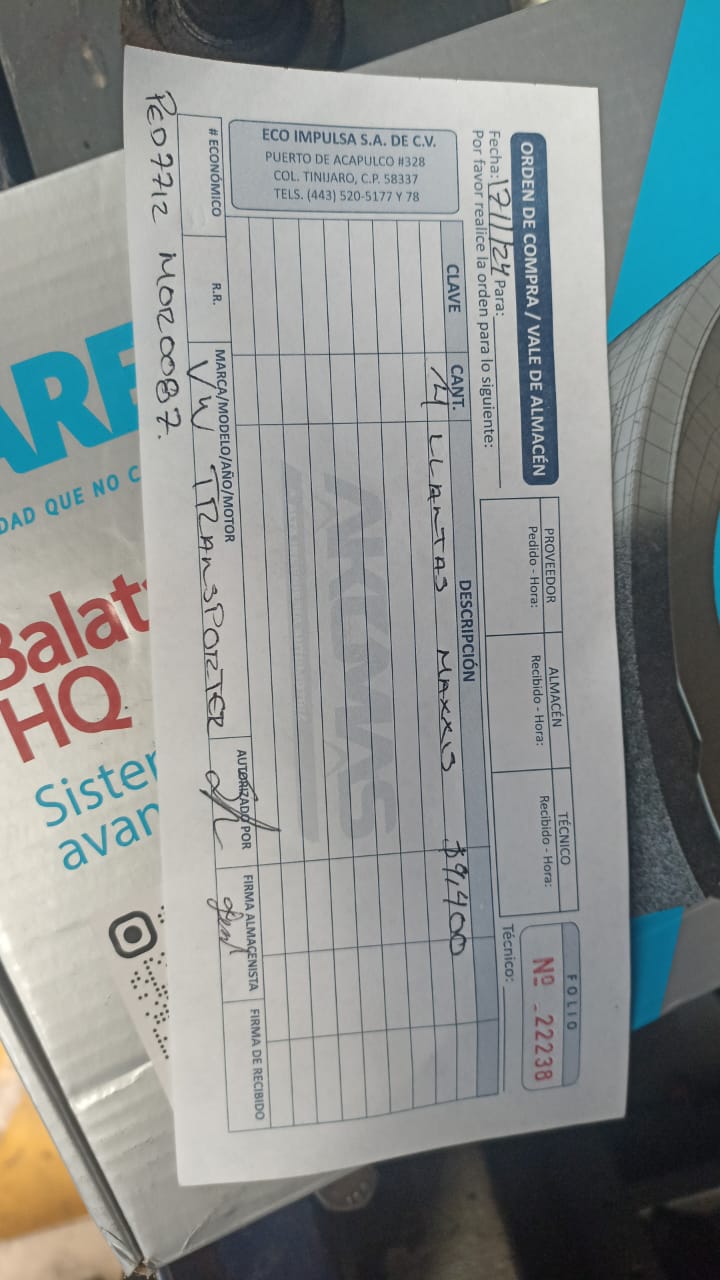 ORDEN DE COMPRA / VALE DE ALMACÉN
Fecha: 17/1/24 Para:
Por favor realice la orden para lo siguiente:
PROVEEDOR
Pedido - Hora:
ALMACÉN
Recibido - Hora:
TÉCNICO
Recibido - Hora:
FOLIO
Nº 22238
Técnico:
ECO IMPULSA S.A. DE C.V.
PUERTO DE ACAPULCO #328
COL. TINIJARO, C.P. 58337
TELS. (443) 520-5177 Y 78
CLAVE CANT. DESCRIPCIÓN
4 LLANTAS MAXXIS $9,400
AKUMAS
# ECONÓMICO R.R. MARCA/MODELO/AÑO/MOTOR AUTORIZADO POR FIRMA ALMACENISTA FIRMA DE RECIBIDO
VW TRANSPORTER
PED7712 MOR0087.
ARE
DAD QUE NO C
Balat
HQ
Sister
avan